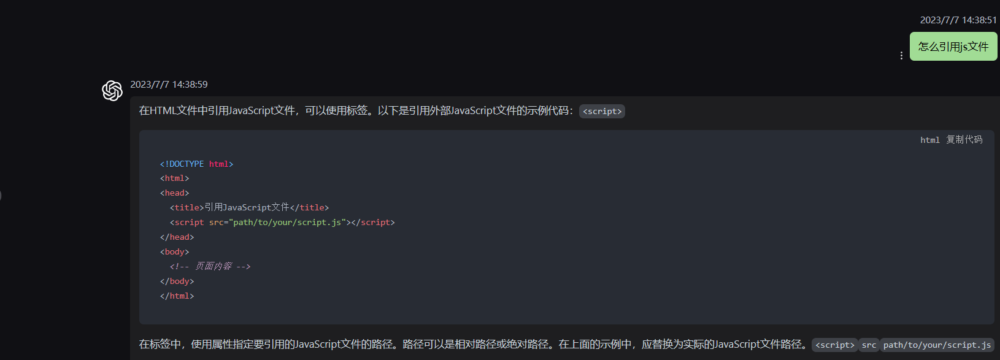 2023/7/7 14:38:51
怎么引用js文件
2023/7/7 14:38:59
在HTML文件中引用JavaScript文件，可以使用标签。以下是引用外部JavaScript文件的示例代码： <script>
html 复制代码
<!DOCTYPE html>
<html>
<head>
  <title>引用JavaScript文件</title>
  <script src="path/to/your/script.js"></script>
</head>
<body>
  <!-- 页面内容 -->
</body>
</html>
在标签中，使用属性指定要引用的JavaScript文件的路径。路径可以是相对路径或绝对路径。在上面的示例中，应替换为实际的JavaScript文件路径。 <script> src path/to/your/script.js